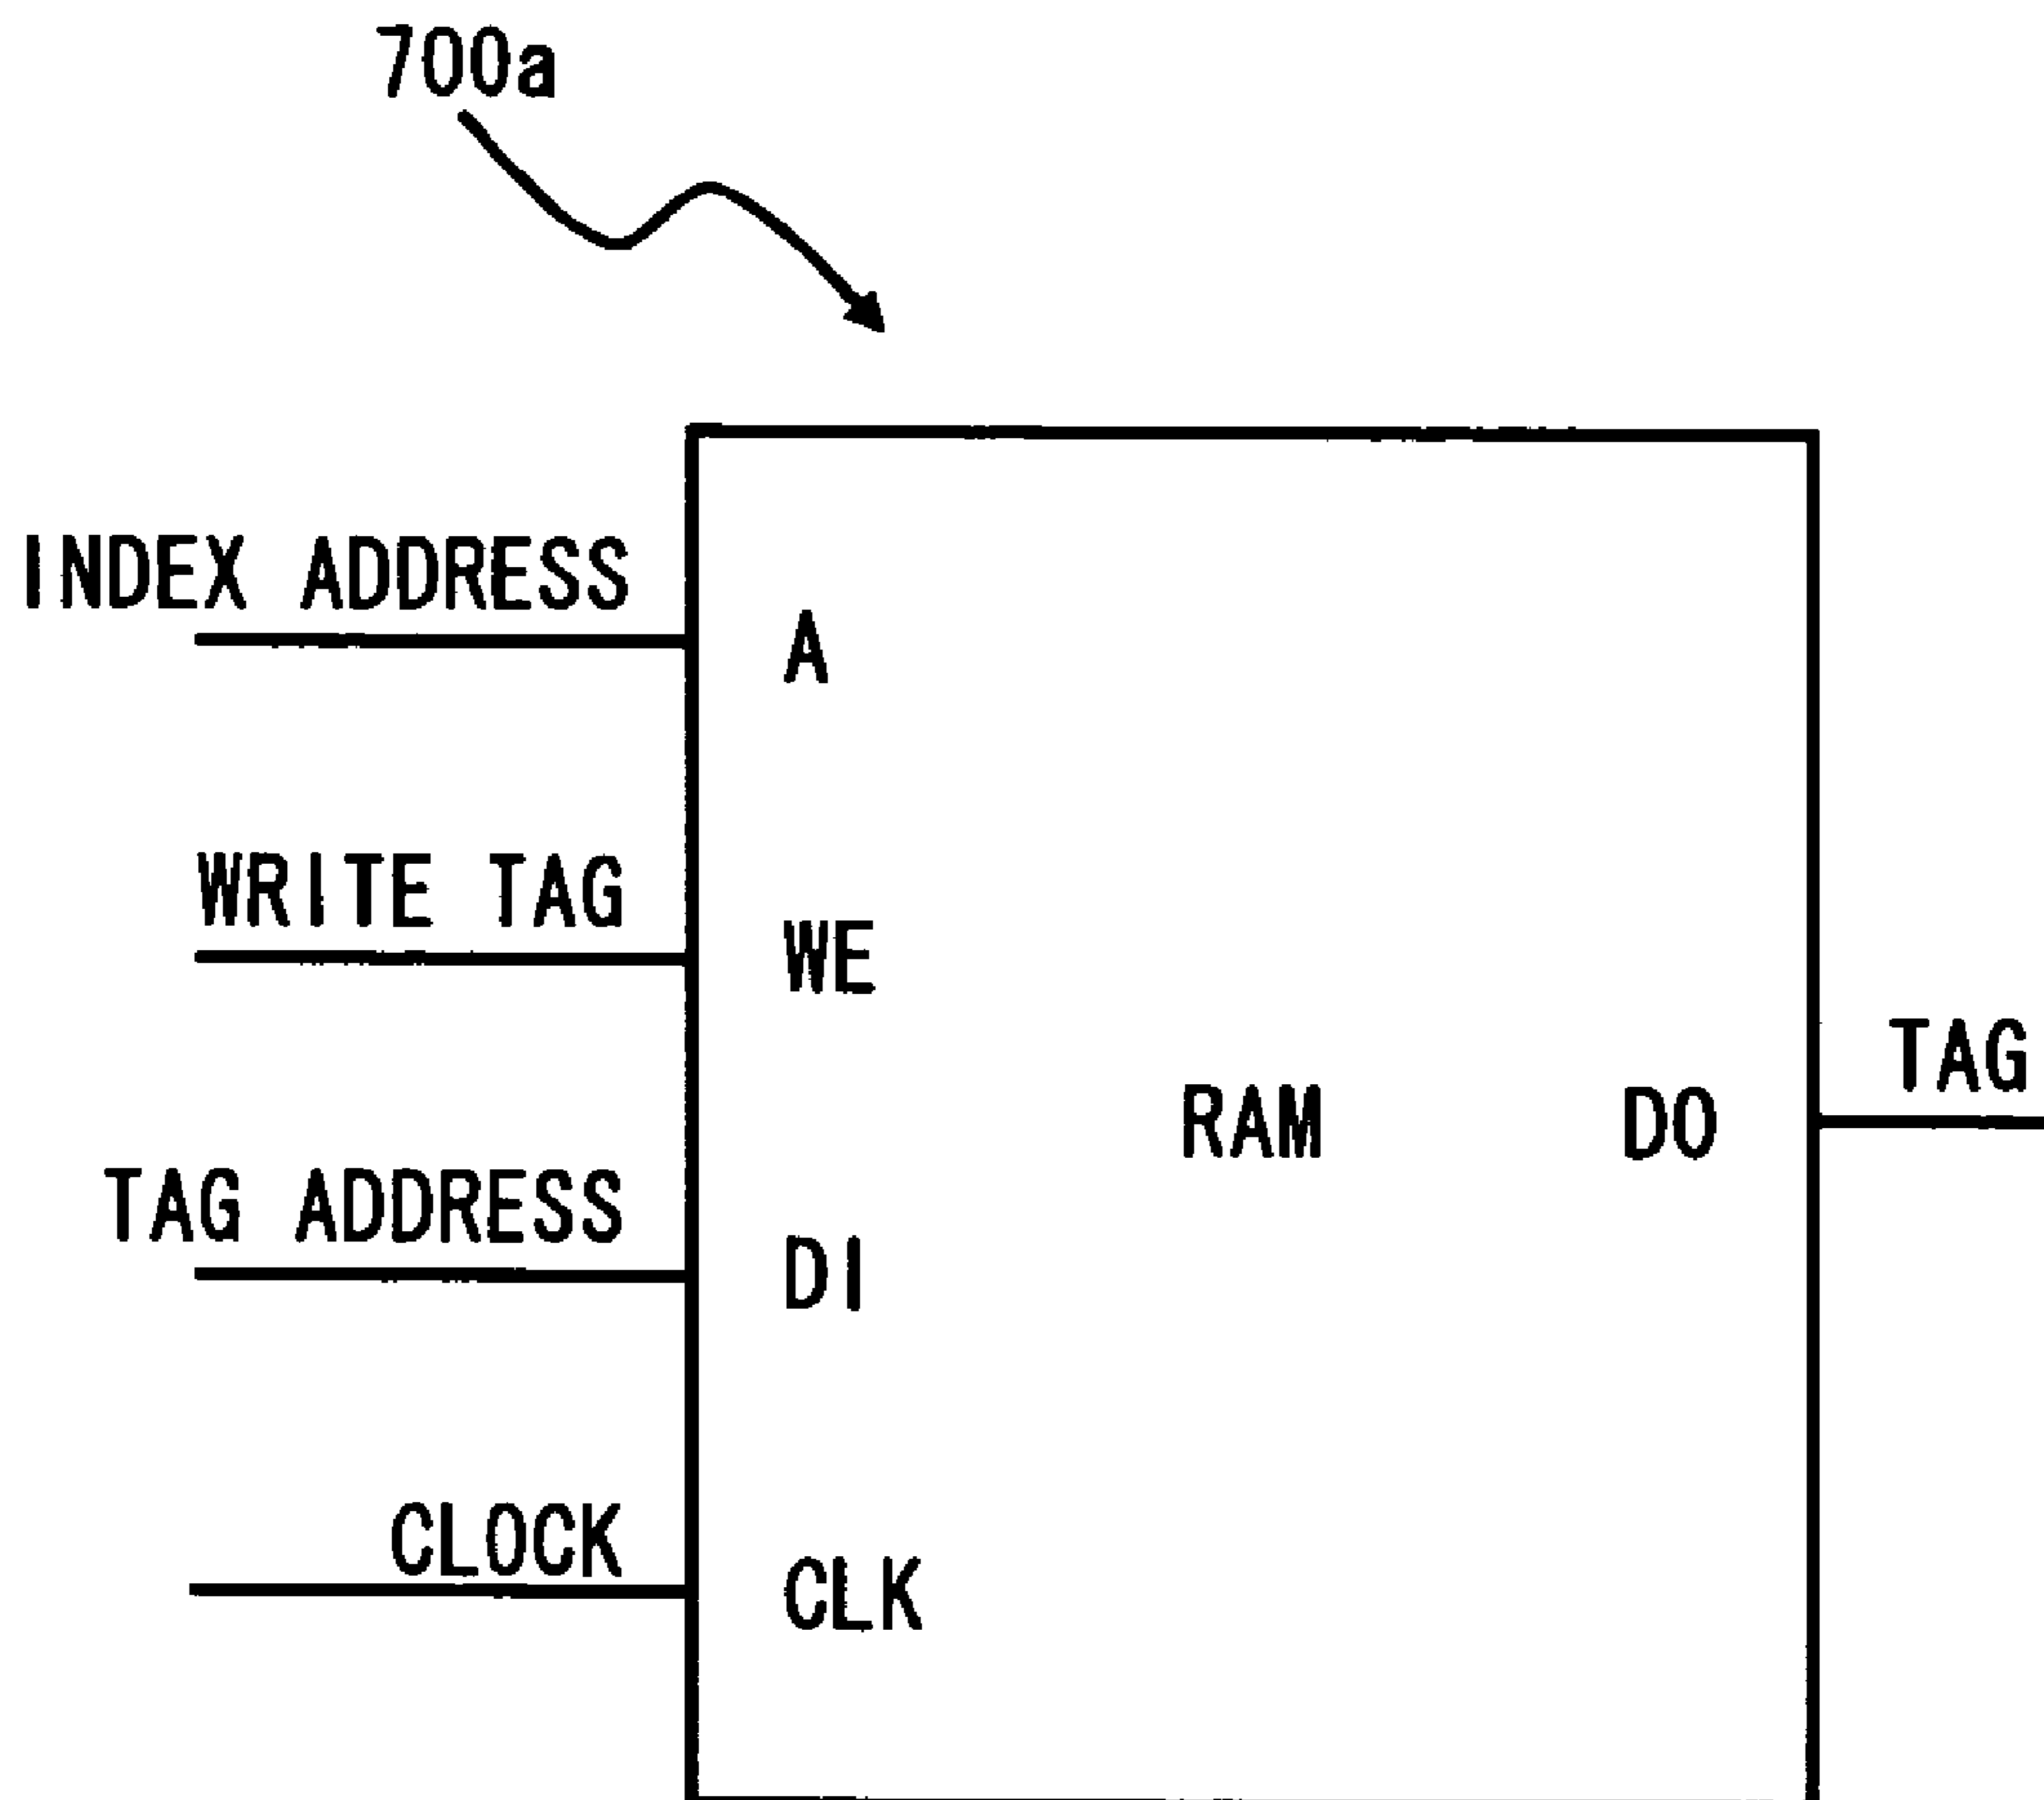 700a
INDEX ADDRESS
A
WRITE TAG
WE
TAG
RAM
DO
TAG ADDRESS
DI
CLOCK
CLK